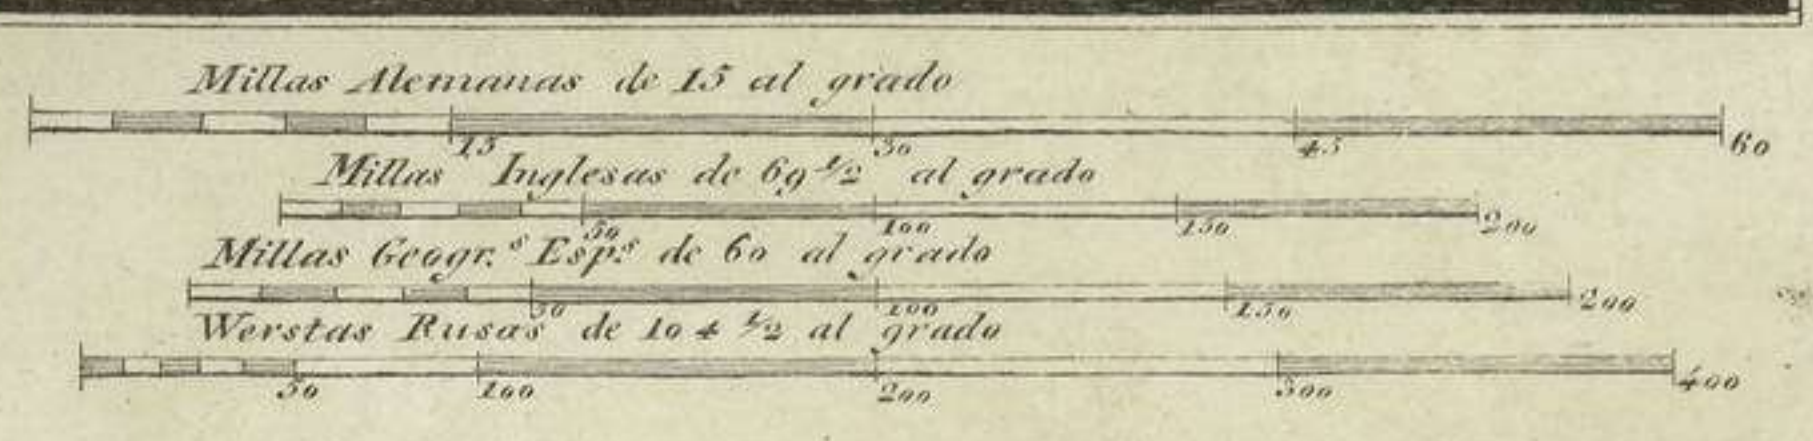 Millas Alemanas de 15 al grado
15 30 45 60
Millas Inglesas de 69 1/2 al grado
50 100 150 200
Millas Geogr.s Esp.s de 60 al grado
50 100 150 200
Werstas Rusas de 104 1/2 al grado
50 100 200 300 400